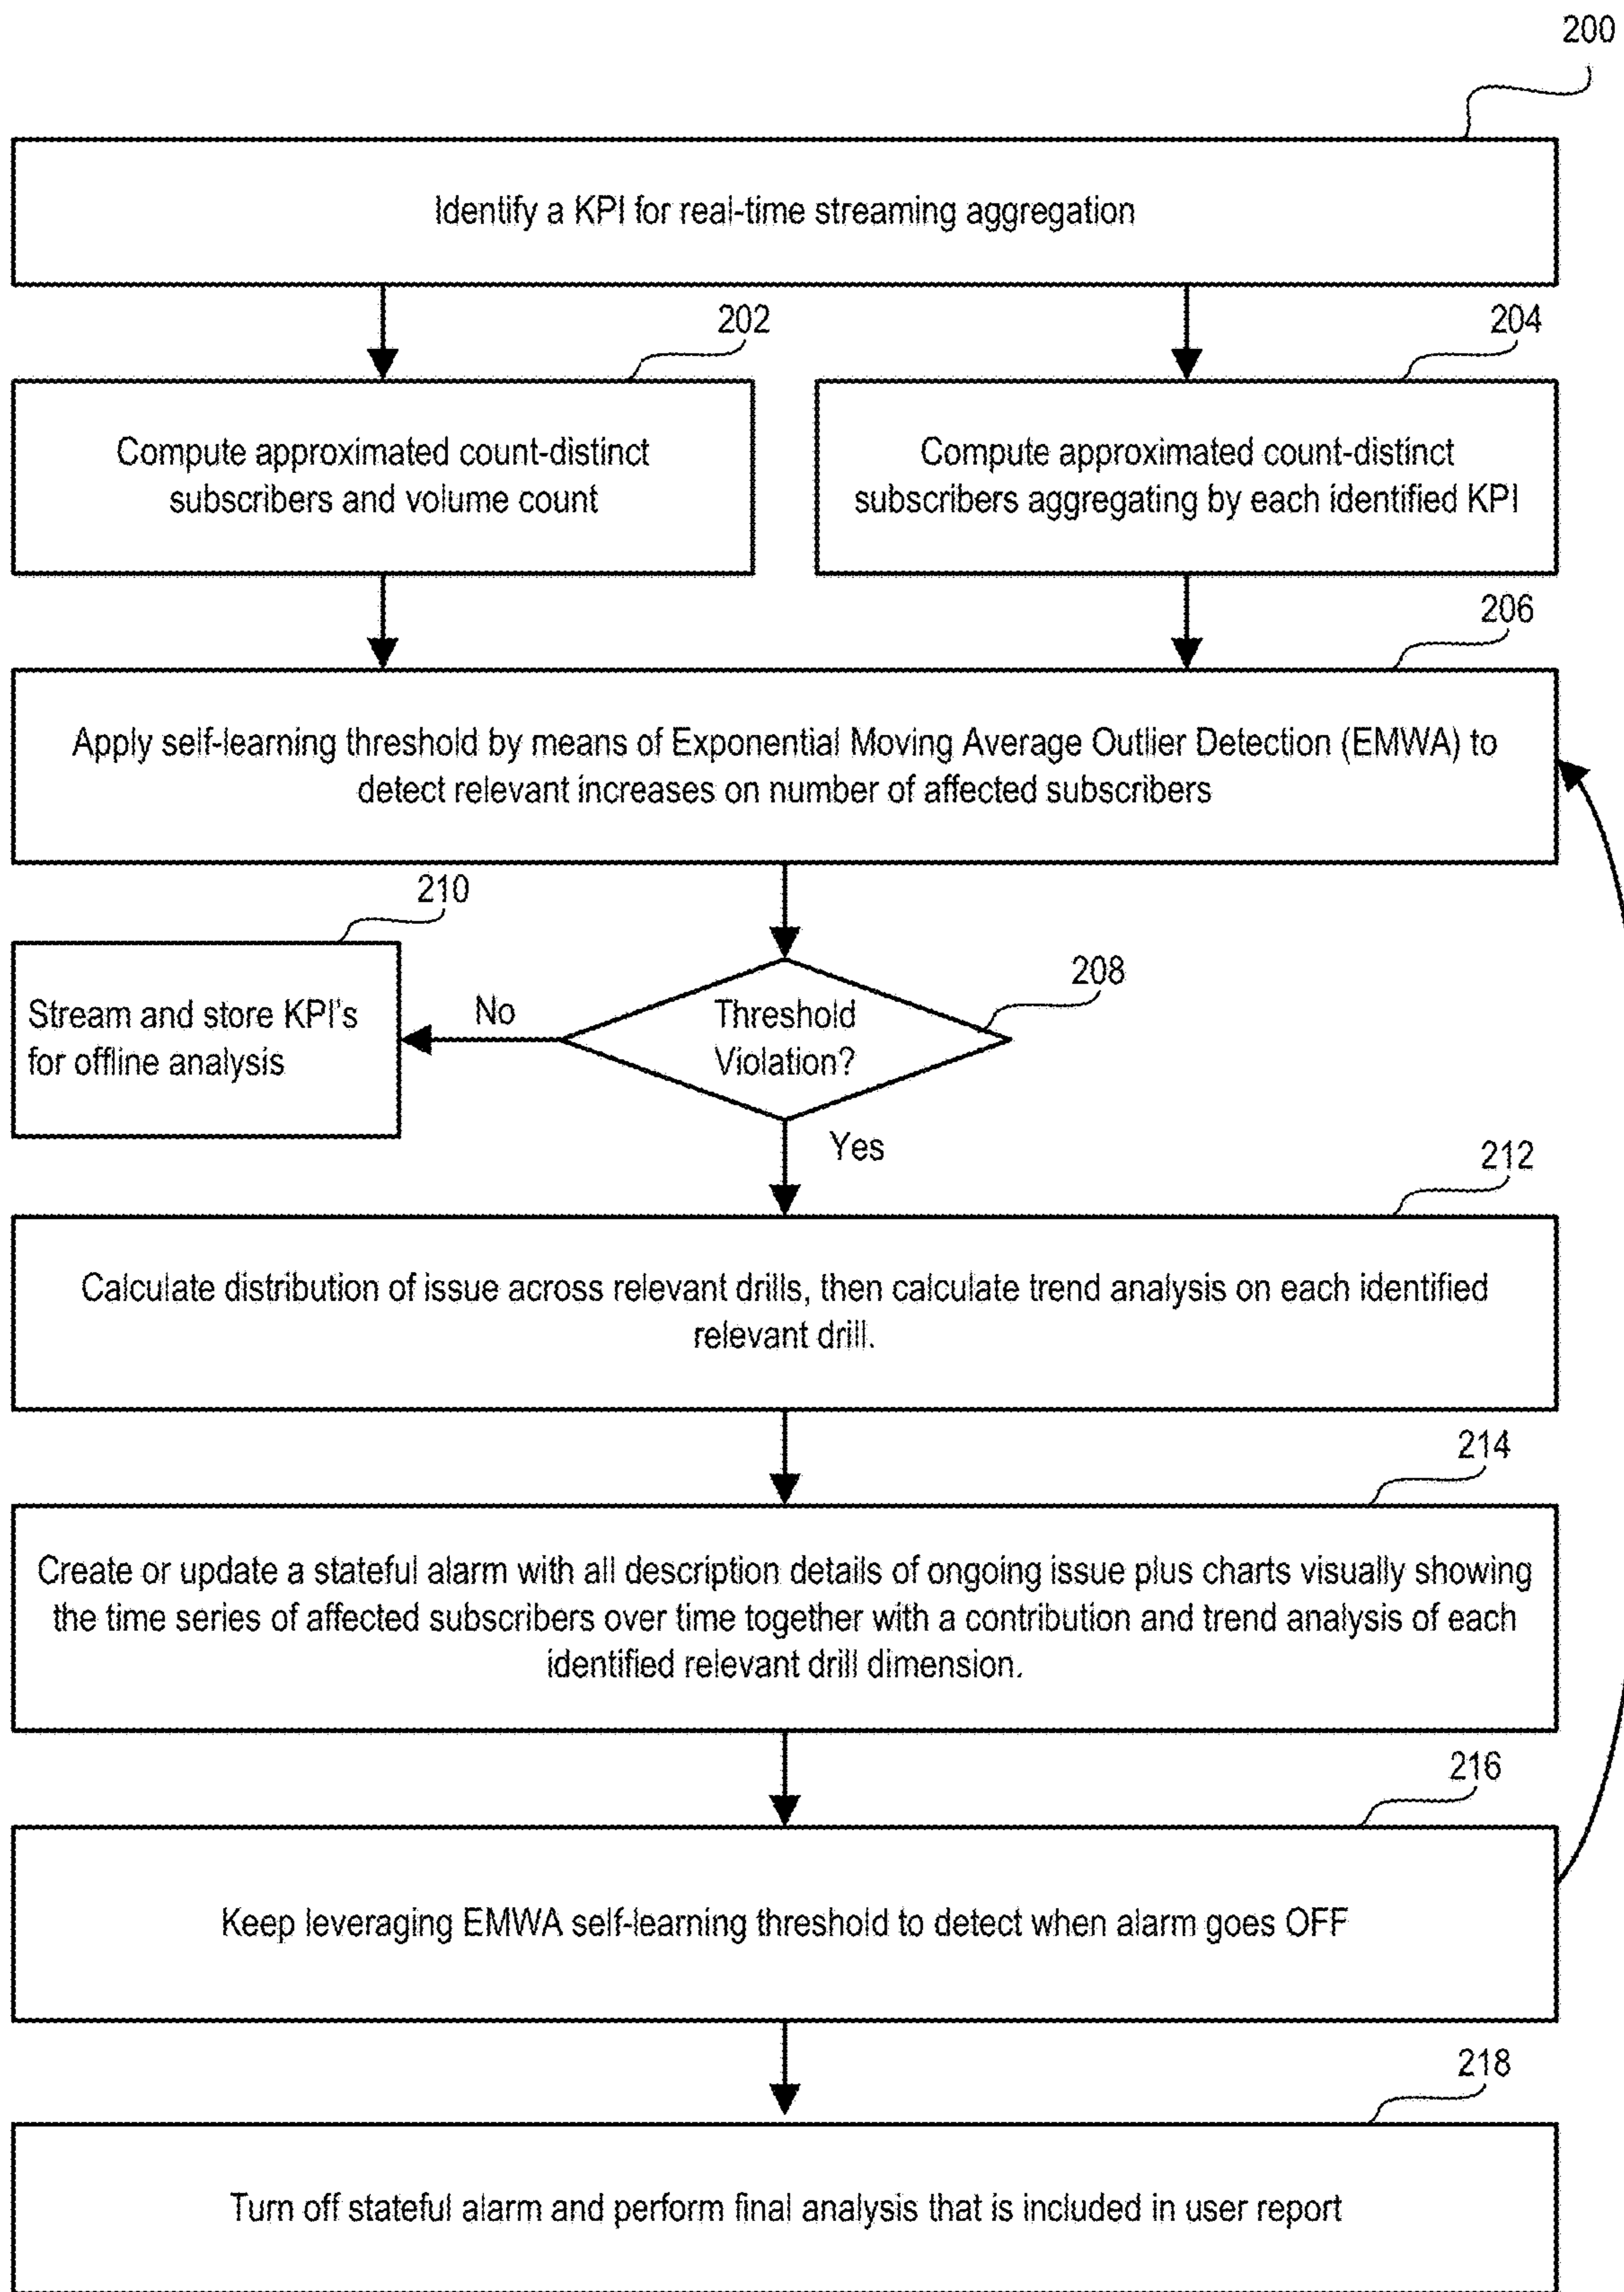 200
Identify a KPI for real-time streaming aggregation
202
204
Compute approximated count-distinct
subscribers and volume count
Compute approximated count-distinct
subscribers aggregating by each identified KPI
206
Apply self-learning threshold by means of Exponential Moving Average Outlier Detection (EMWA) to
detect relevant increases on number of affected subscribers
210
208
Stream and store KPI's
for offline analysis
No
Threshold
Violation?
Yes
212
Calculate distribution of issue across relevant drills, then calculate trend analysis on each identified
relevant drill.
214
Create or update a stateful alarm with all description details of ongoing issue plus charts visually showing
the time series of affected subscribers over time together with a contribution and trend analysis of each
identified relevant drill dimension.
216
Keep leveraging EMWA self-learning threshold to detect when alarm goes OFF
218
Turn off stateful alarm and perform final analysis that is included in user report